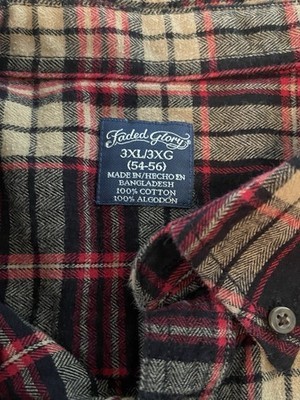 Faded Glory
3XL/3XG
(54-56)
MADE IN/HECHO EN
BANGLADESH
100% COTTON
100% ALGODÓN